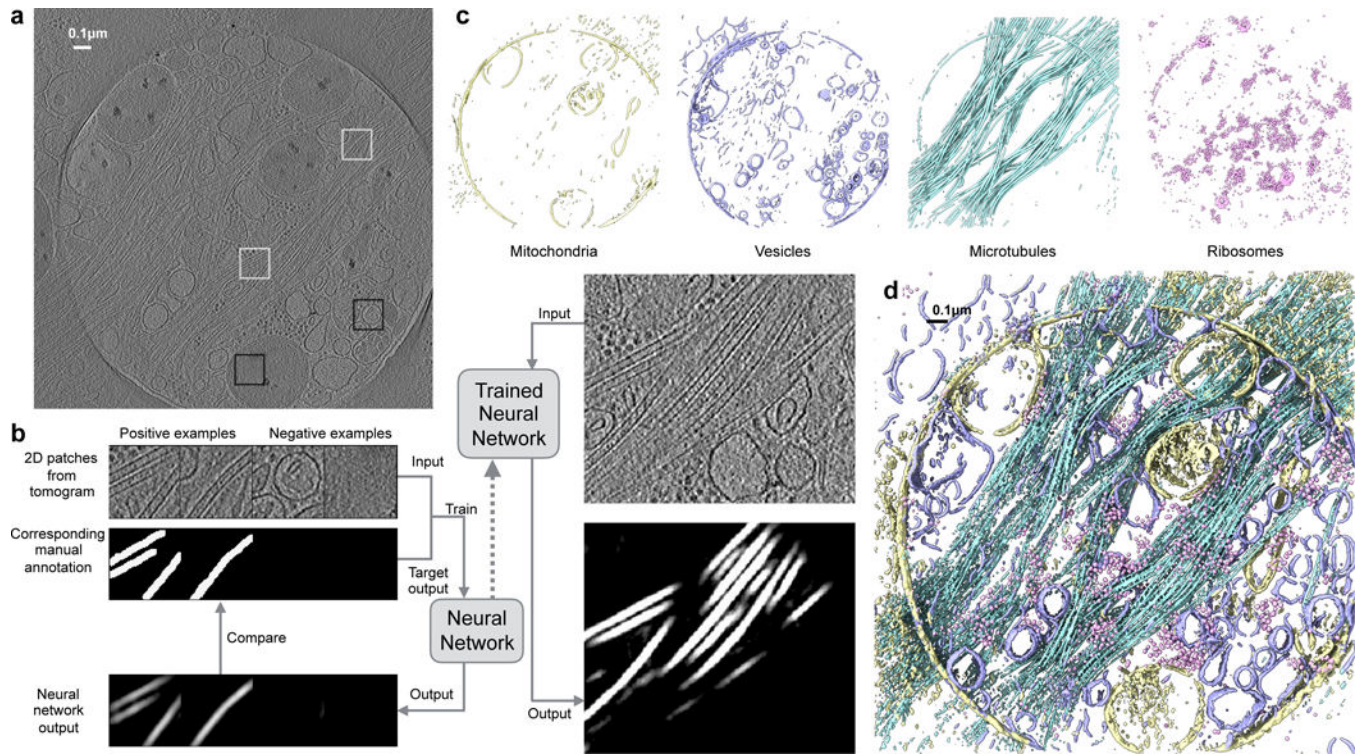 a
0.1µm
c
Mitochondria
Vesicles
Microtubules
Ribosomes
b
Positive examples
Negative examples
2D patches
from
tomogram
Input
Corresponding
manual
annotation
Train
Target
output
Compare
Neural
Network
Neural
network
output
Output
Input
Trained
Neural
Network
Output
d
0.1µm